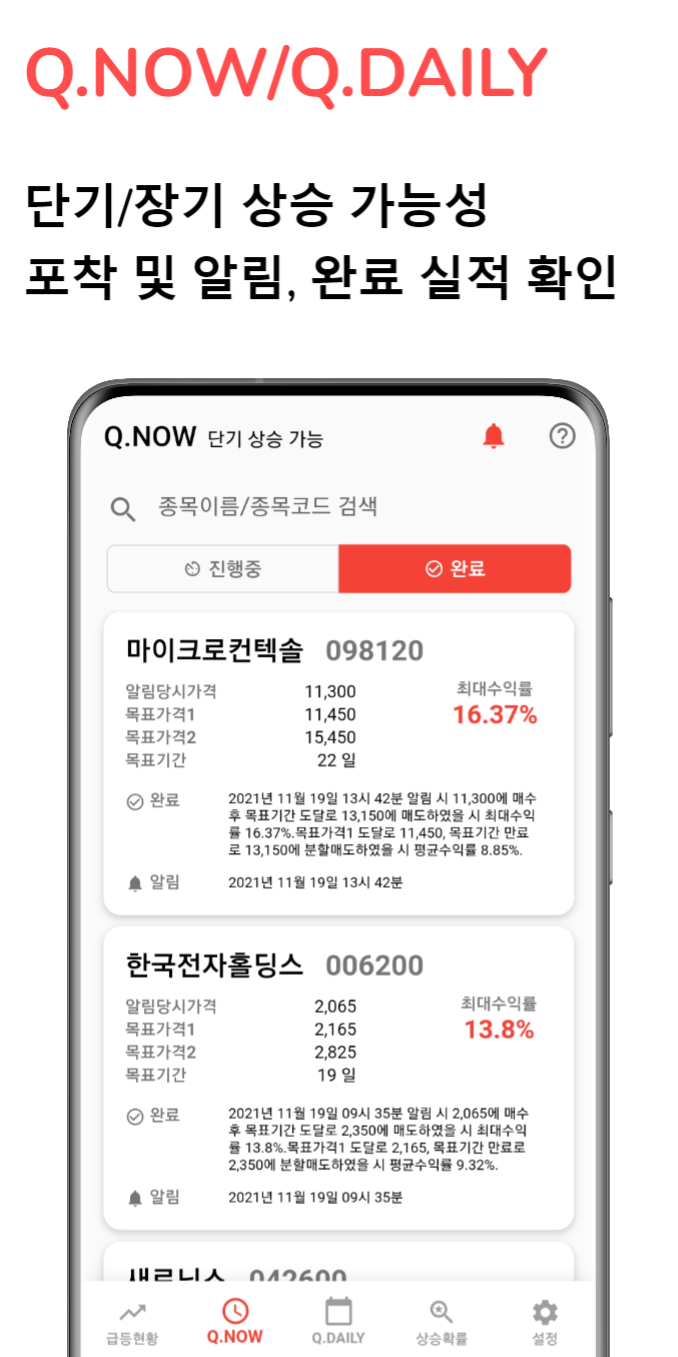 Q.NOW/Q.DAILY
단기/장기 상승 가능성
포착 및 알림, 완료 실적 확인
Q.NOW 단기 상승 가능
종목이름/종목코드 검색
진행중 완료
마이크로컨텍솔 098120
알림당시가격 11,300 최대수익률
목표가격1 11,450 16.37%
목표가격2 15,450
목표기간 22 일
완료 2021년 11월 19일 13시 42분 알림 시 11,300에 매수
후 목표기간 도달로 13,150에 매도하였을 시 최대수익
률 16.37%.목표가격1 도달로 11,450, 목표기간 만료
로 13,150에 분할매도하였을 시 평균수익률 8.85%.
알림 2021년 11월 19일 13시 42분
한국전자홀딩스 006200
알림당시가격 2,065 최대수익률
목표가격1 2,165 13.8%
목표가격2 2,825
목표기간 19 일
완료 2021년 11월 19일 09시 35분 알림 시 2,065에 매수
후 목표기간 도달로 2,350에 매도하였을 시 최대수익
률 13.8%.목표가격1 도달로 2,165, 목표기간 만료로
2,350에 분할매도하였을 시 평균수익률 9.32%.
알림 2021년 11월 19일 09시 35분
새로닉스 042600
급등현황 Q.NOW Q.DAILY 상승확률 설정